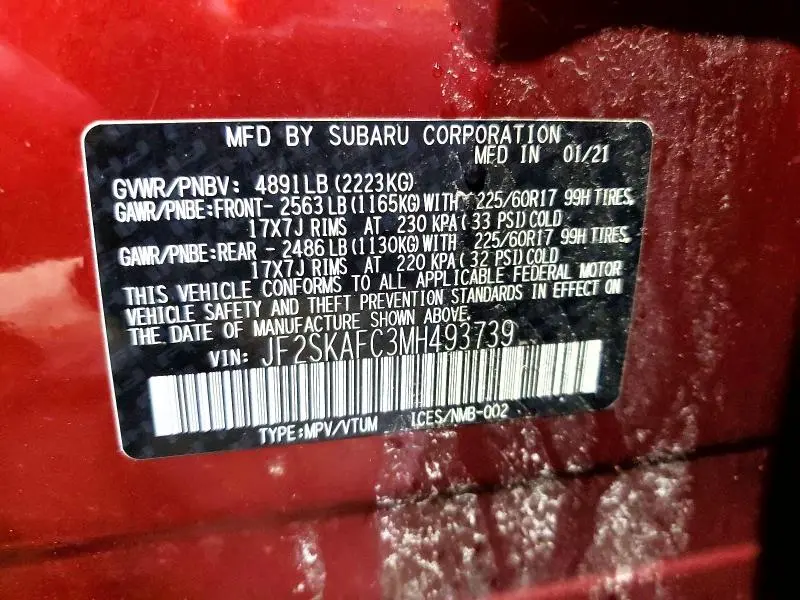 MFD BY SUBARU CORPORATION
MFD IN 01/21
GVWR/PNBV: 4891LB (2223KG)
GAWR/PNBE:FRONT- 2563LB (1165KG) WITH 225/60R17 99H TIRES,
17X7J RIMS AT 230 KPA (33 PSI) COLD
GAWR/PNBE:REAR - 2486LB (1130KG) WITH - 225/60R17 99H TIRES,
17X7J RIMS AT 220 KPA (32 PSI) COLD
THIS VEHICLE CONFORMS TO ALL APPLICABLE FEDERAL MOTOR
VEHICLE SAFETY AND THEFT PREVENTION STANDARDS IN EFFECT ON
THE DATE OF MANUFACTURE SHOWN ABOVE.
VIN: JF2SKAFC3MH493739
TYPE:MPV/VTUM ICES/NMB-002